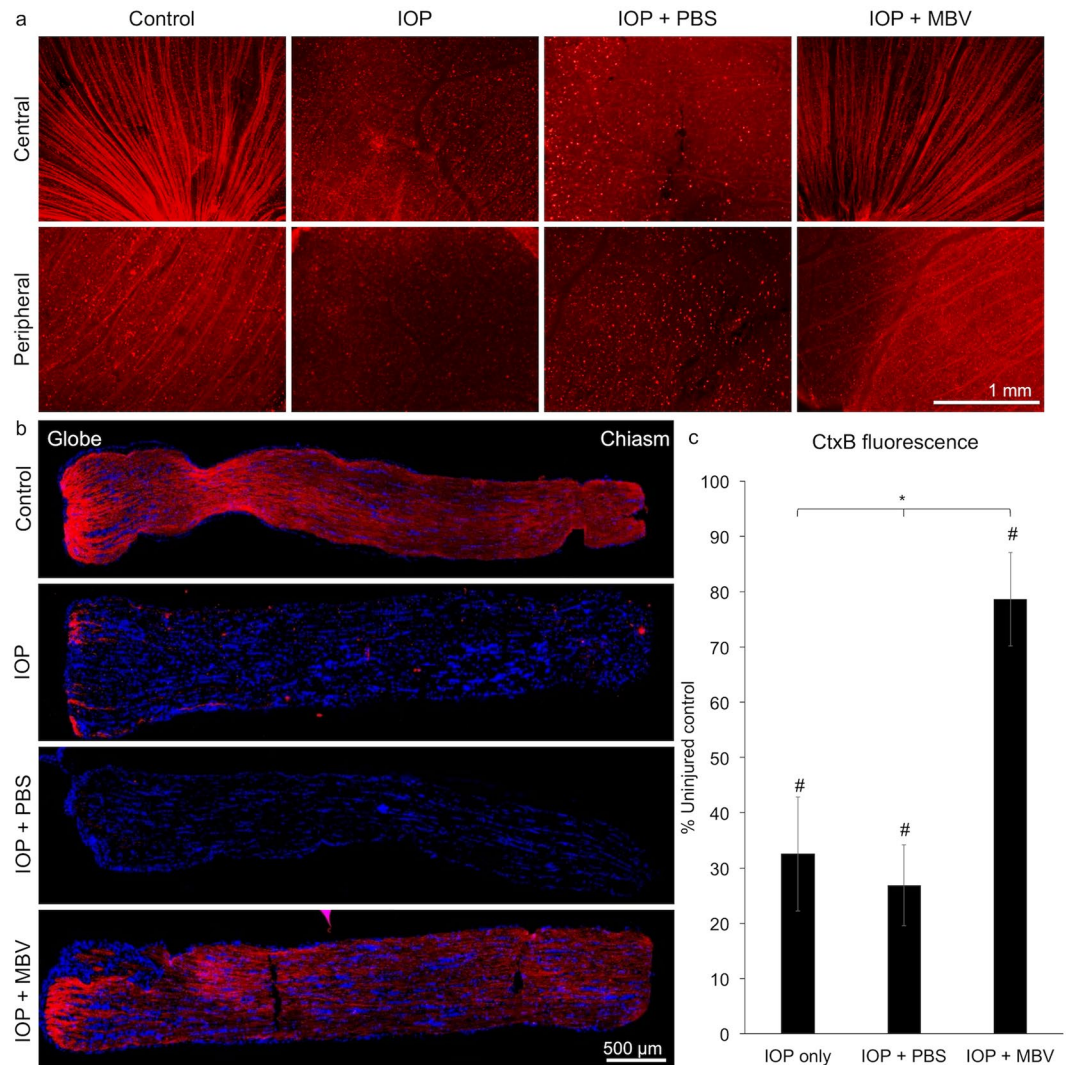 a
Control IOP IOP + PBS IOP + MBV
Central
Peripheral
1 mm
b
Globe Chiasm
Control
IOP
IOP + PBS
IOP + MBV
500 µm
c
CtxB fluorescence
% Uninjured control
100
90
80
70
60
50
40
30
20
10
0
*
# # #
IOP only IOP + PBS IOP + MBV